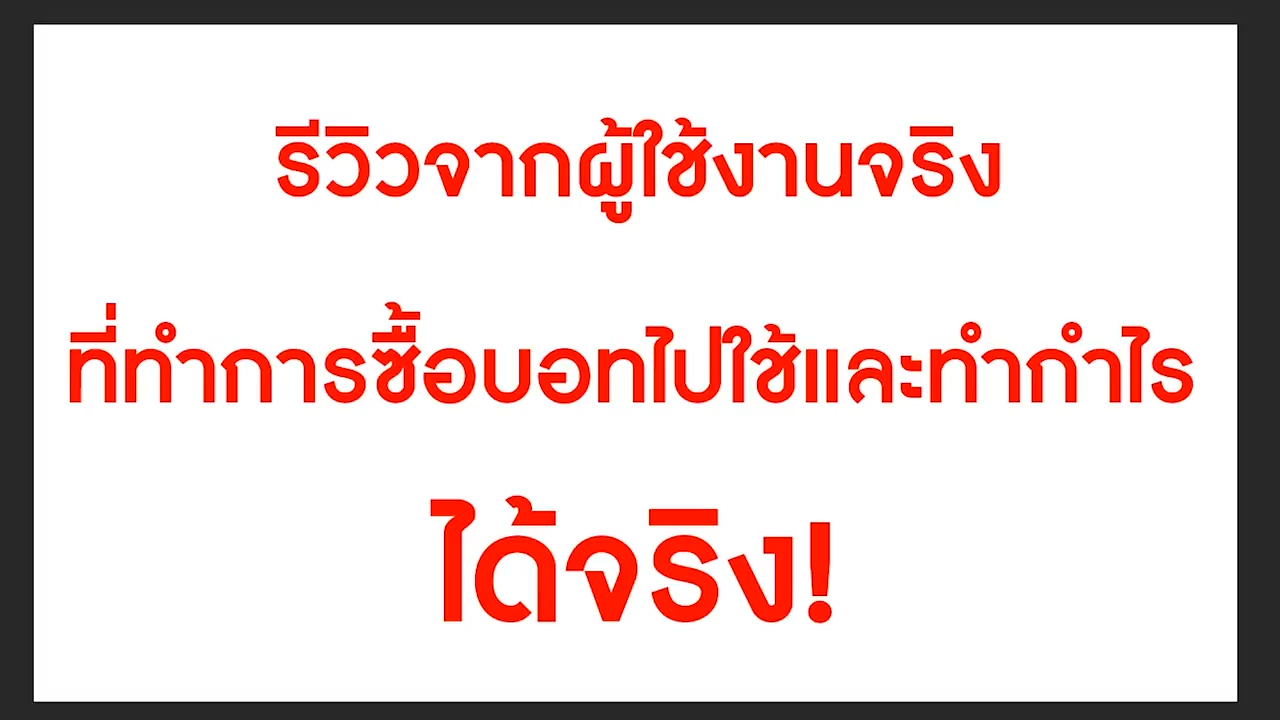 รีวิวจากผู้ใช้งานจริง
ที่ทำการซื้อบอทไปใช้และทำกำไร
ได้จริง!